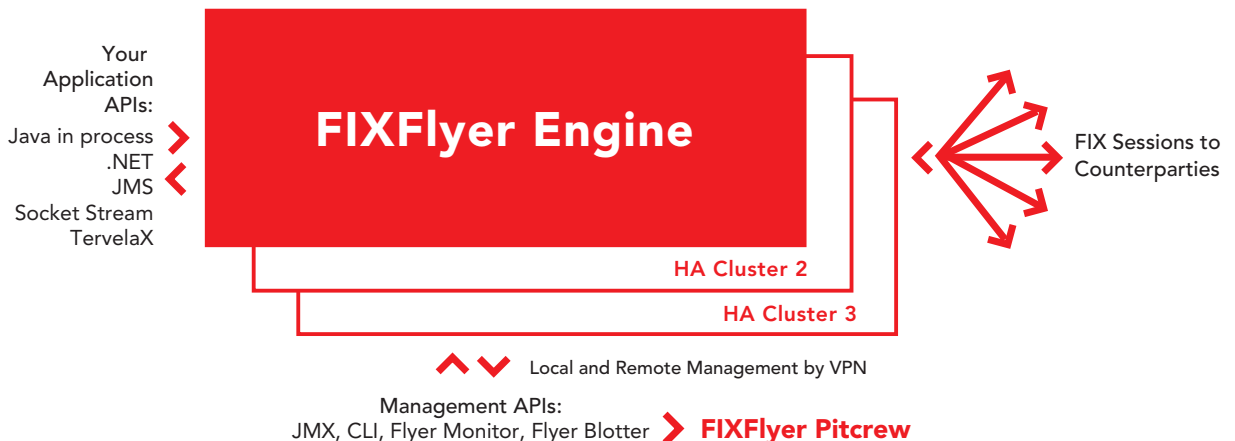 Your
Application
APIs:
Java in process
.NET
JMS
Socket Stream
TervelaX
FIXFlyer Engine
HA Cluster 2
HA Cluster 3
FIX Sessions to
Counterparties
Local and Remote Management by VPN
Management APIs:
JMX, CLI, Flyer Monitor, Flyer Blotter FIXFlyer Pitcrew